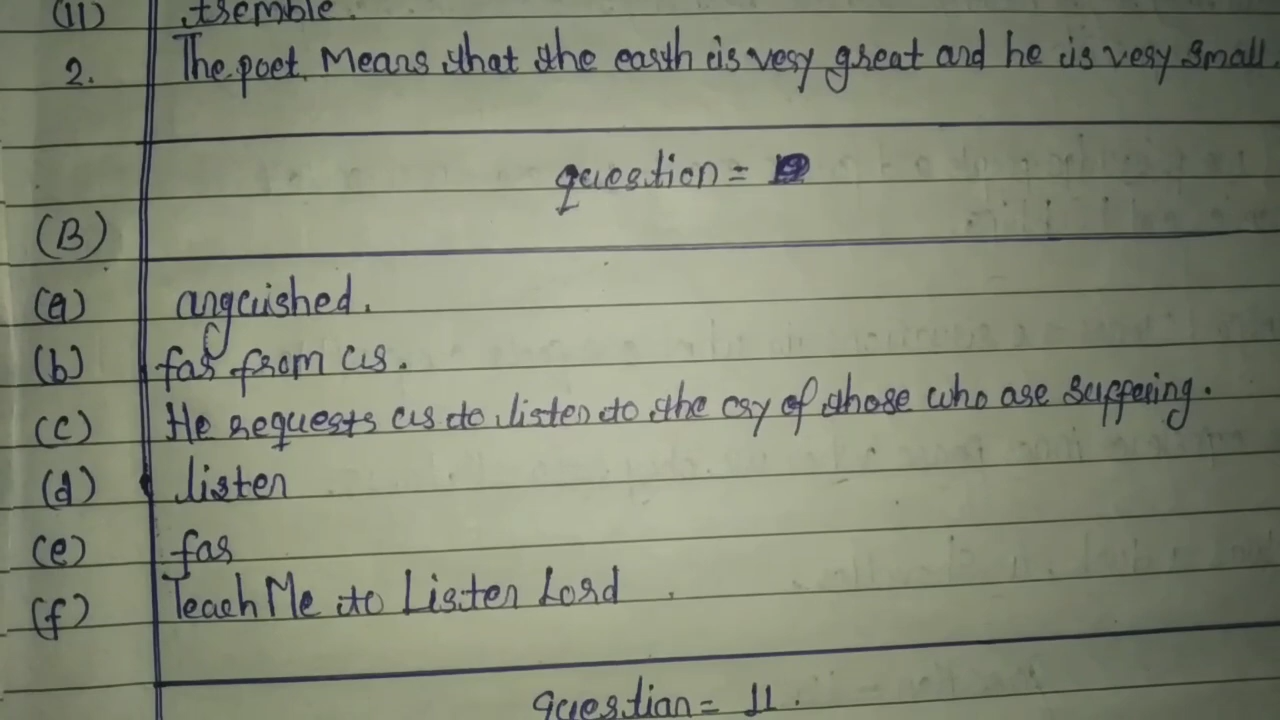 (11) tremble.
2. The poet Means that the earth is very great and he is very small.
question =
(B)
(a) anguished.
(b) far from us.
(c) He requests us to listen to the cry of those who are suffering.
(d) listen
(e) far
(f) Teach Me to Listen Lord.
question = 11.